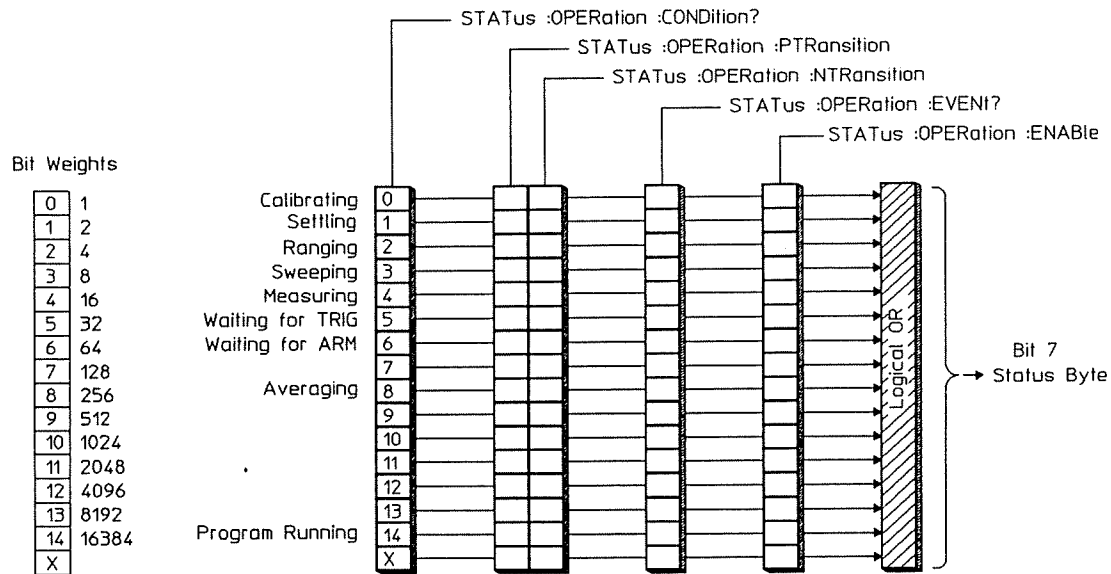 STATus :OPERation :CONDition?
STATus :OPERation :PTRansition
STATus :OPERation :NTRansition
STATus :OPERation :EVENt?
STATus :OPERation :ENABle
Bit Weights
0 1
1 2
2 4
3 8
4 16
5 32
6 64
7 128
8 256
9 512
10 1024
11 2048
12 4096
13 8192
14 16384
X
Calibrating 0
Settling 1
Ranging 2
Sweeping 3
Measuring 4
Waiting for TRIG 5
Waiting for ARM 6
7
Averaging 8
9
10
11
12
13
Program Running 14
X
Logical OR
Bit 7
Status Byte